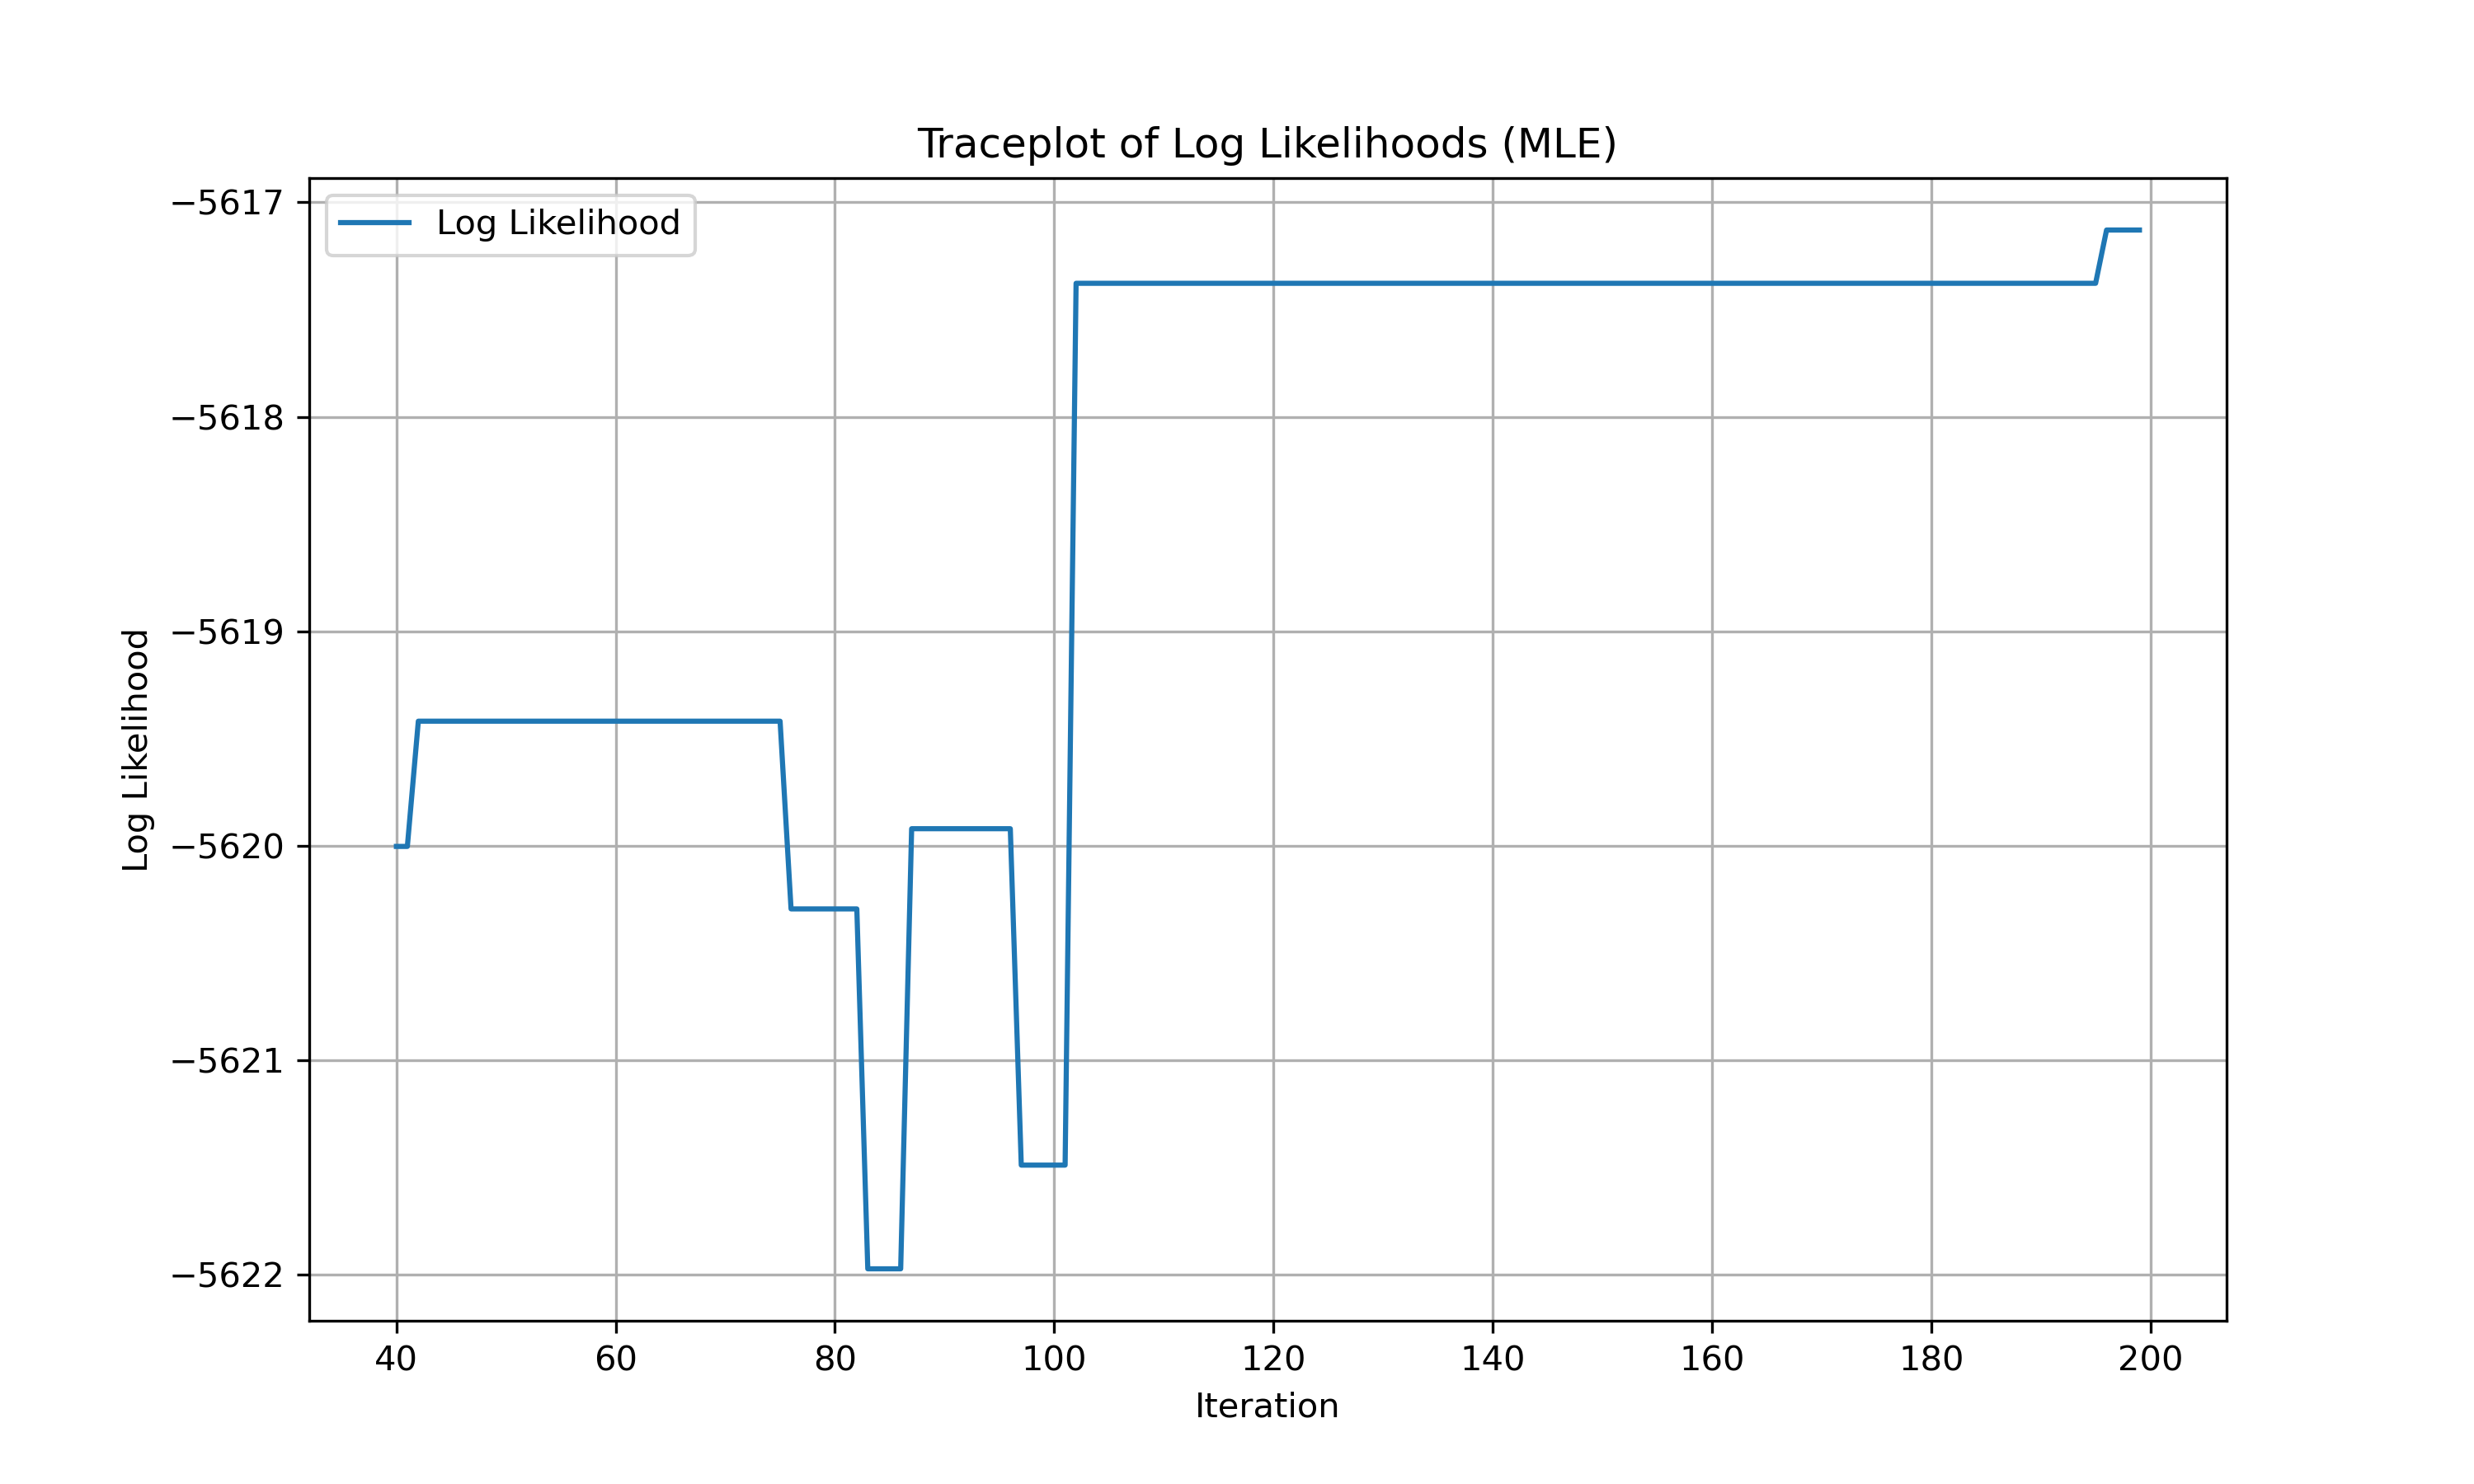 Traceplot of Log Likelihoods (MLE)
Log Likelihood
−5617
−5618
−5619
−5620
−5621
−5622
Log Likelihood
40 60 80 100 120 140 160 180 200
Iteration